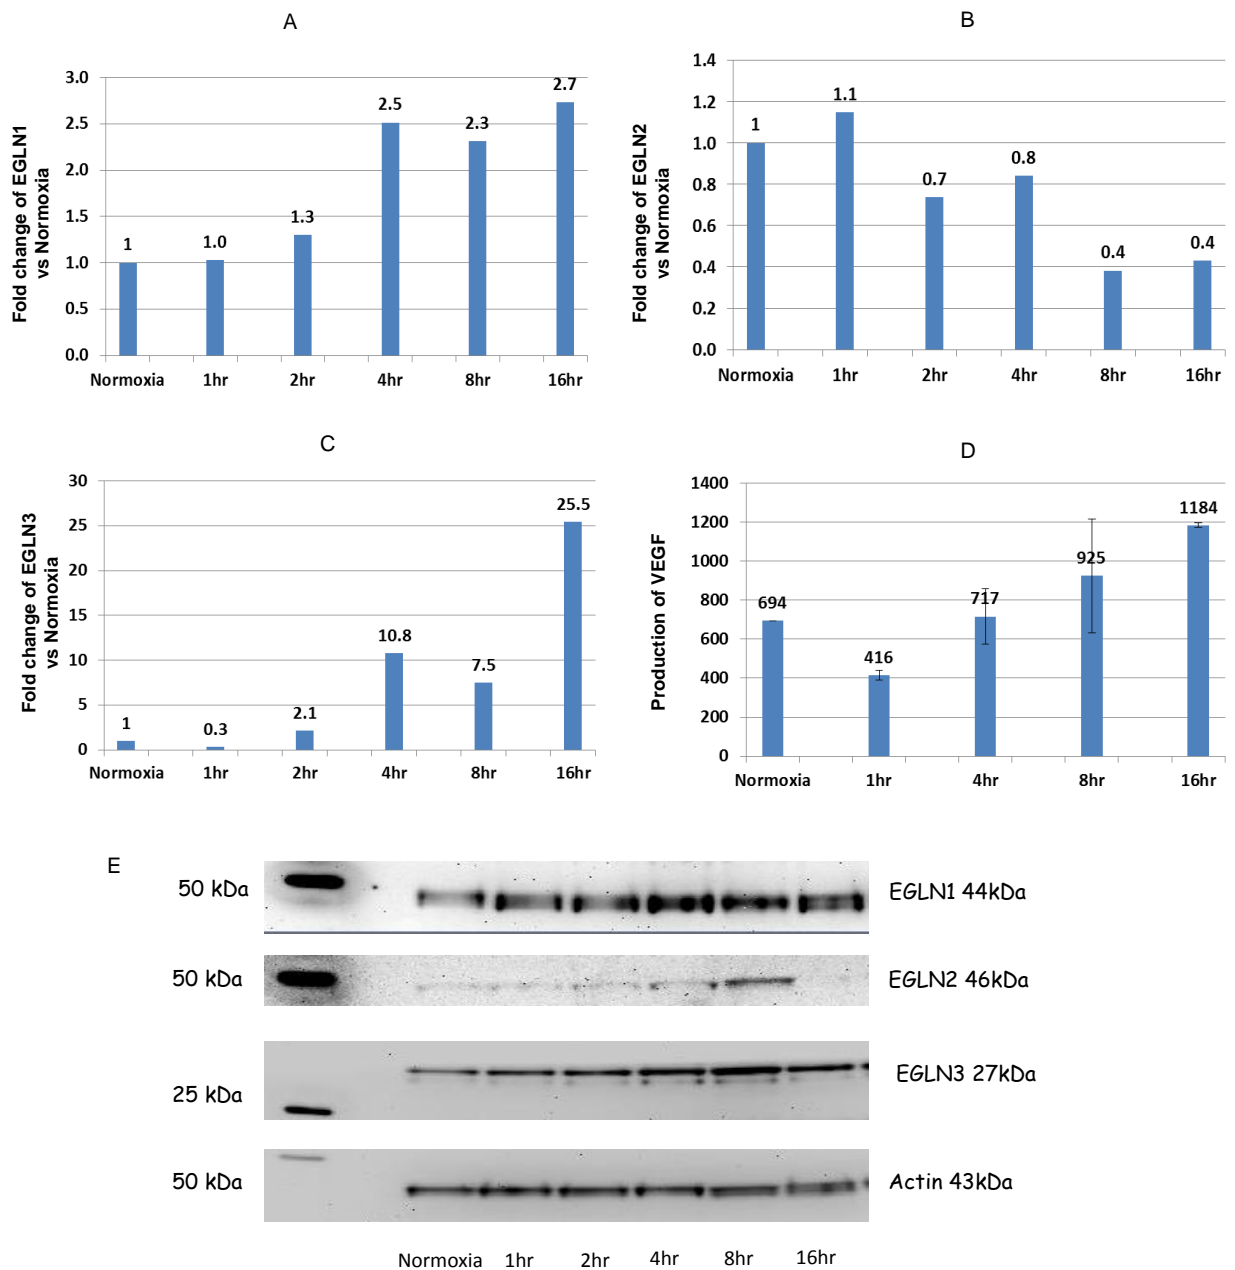 A
Fold change of EGLN1
vs Normoxia
3.0
2.5
2.0
1.5
1.0
0.5
0.0
1
1.0
1.3
2.5
2.3
2.7
Normoxia 1hr 2hr 4hr 8hr 16hr
B
Fold change of EGLN2
vs Normoxia
1.4
1.2
1.0
0.8
0.6
0.4
0.2
0.0
1
1.1
0.7
0.8
0.4
0.4
Normoxia 1hr 2hr 4hr 8hr 16hr
C
Fold change of EGLN3
vs Normoxia
30
25
20
15
10
5
0
1
0.3
2.1
10.8
7.5
25.5
Normoxia 1hr 2hr 4hr 8hr 16hr
D
Production of VEGF
1400
1200
1000
800
600
400
200
0
694
416
717
925
1184
Normoxia 1hr 4hr 8hr 16hr
E
50 kDa EGLN1 44kDa
50 kDa EGLN2 46kDa
25 kDa EGLN3 27kDa
50 kDa Actin 43kDa
Normoxia 1hr 2hr 4hr 8hr 16hr